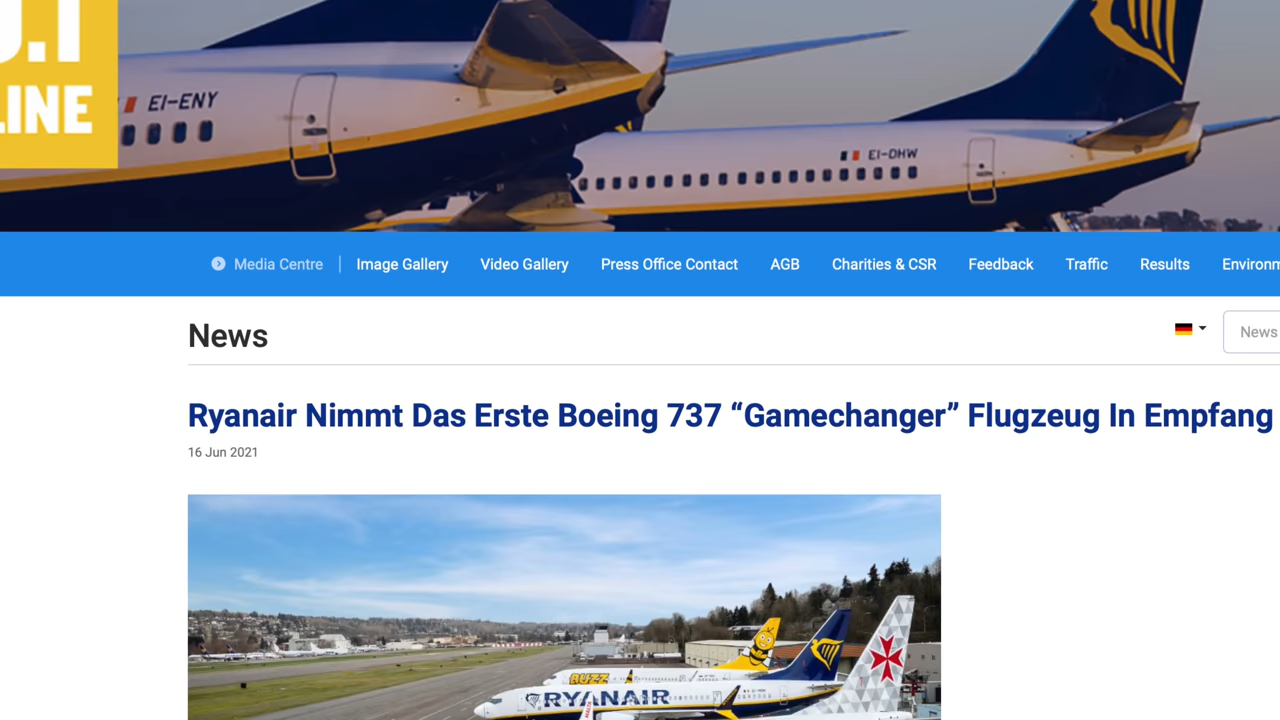 LINE
EI-ENY
EI-DHW
Media Centre
Image Gallery
Video Gallery
Press Office Contact
AGB
Charities & CSR
Feedback
Traffic
Results
Environm
News
News
Ryanair Nimmt Das Erste Boeing 737 “Gamechanger” Flugzeug In Empfang
16 Jun 2021
BUZZ
RYANAIR